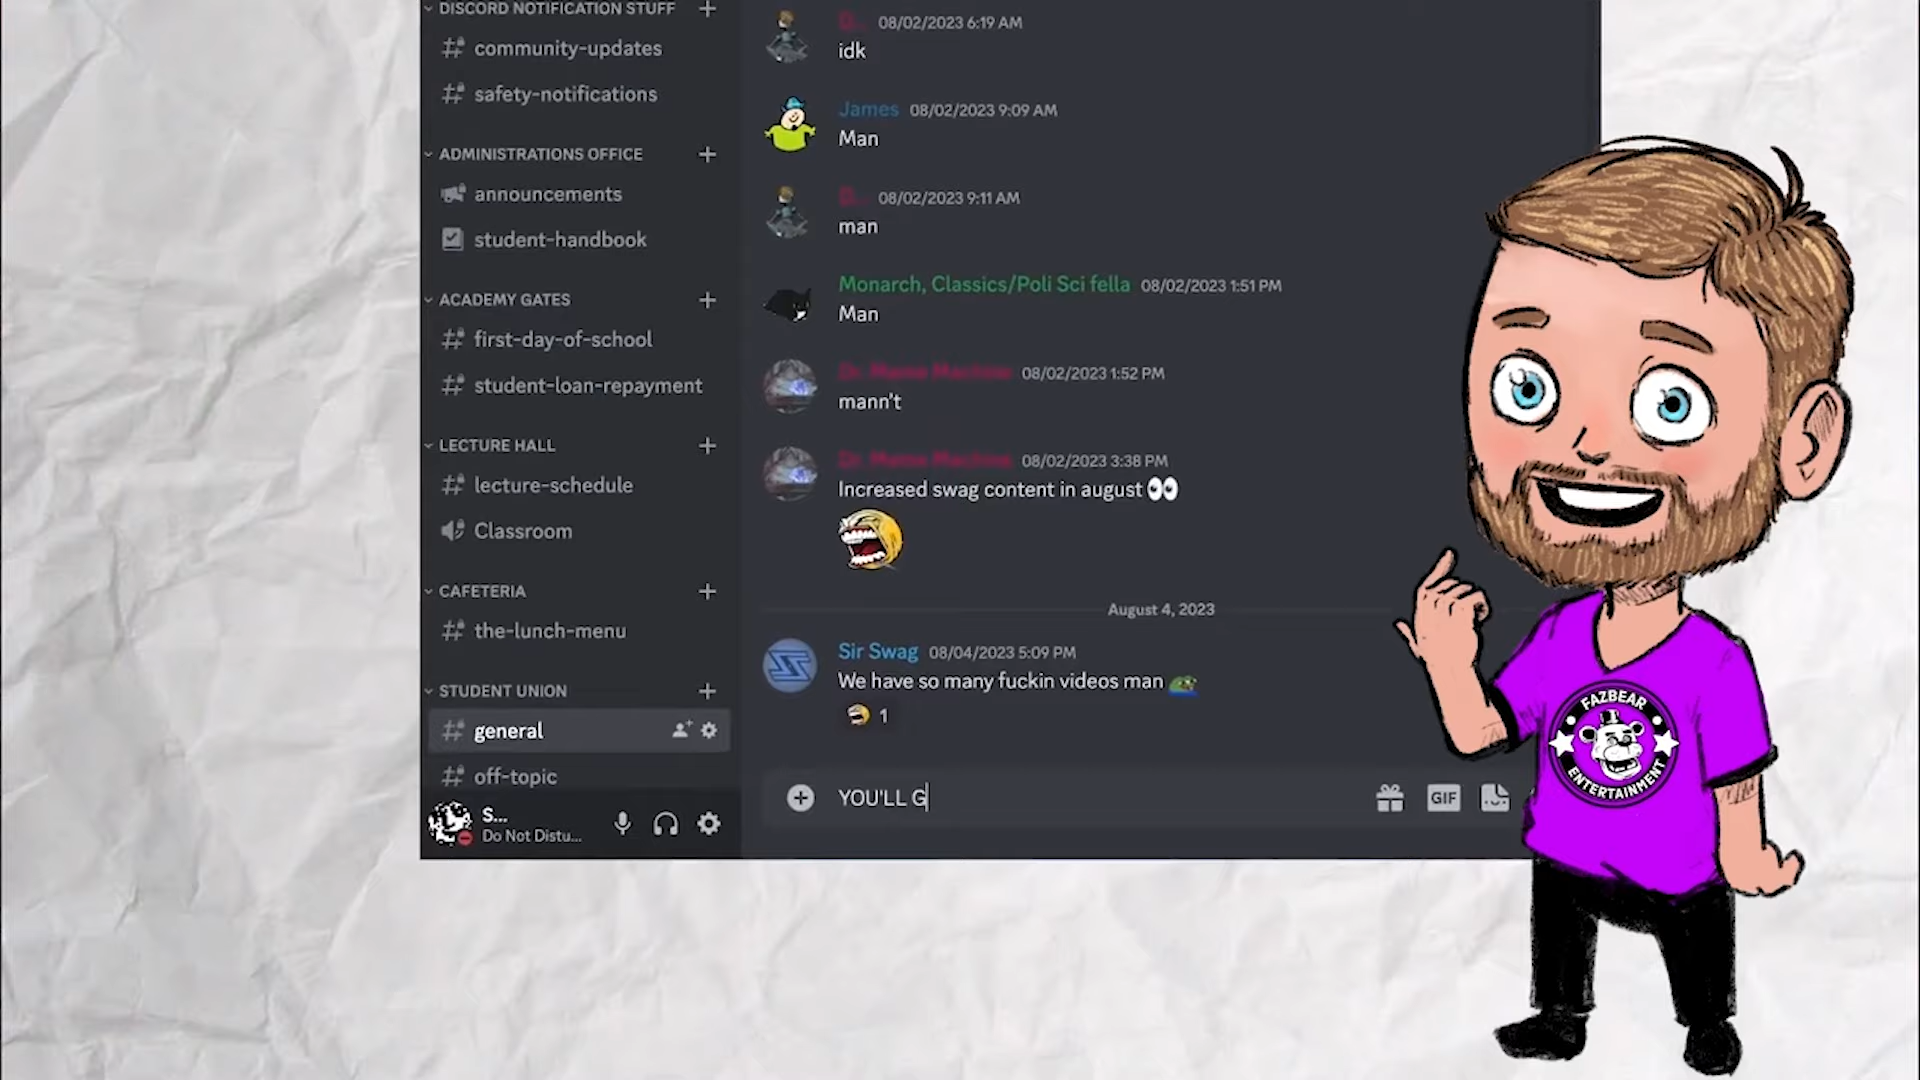 DISCORD NOTIFICATION STUFF
community-updates
safety-notifications
ADMINISTRATIONS OFFICE
announcements
student-handbook
ACADEMY GATES
first-day-of-school
student-loan-repayment
LECTURE HALL
lecture-schedule
Classroom
CAFETERIA
the-lunch-menu
STUDENT UNION
general
off-topic
S...
Do Not Distu...
08/02/2023 6:19 AM
idk
James 08/02/2023 9:09 AM
Man
08/02/2023 9:11 AM
man
Monarch, Classics/Poli Sci fella 08/02/2023 1:51 PM
Man
08/02/2023 1:52 PM
mann't
08/02/2023 3:38 PM
Increased swag content in august 👀
August 4, 2023
Sir Swag 08/04/2023 5:09 PM
We have so many fuckin videos man
1
YOU'LL G
GIF
FAZBEAR
ENTERTAINMENT